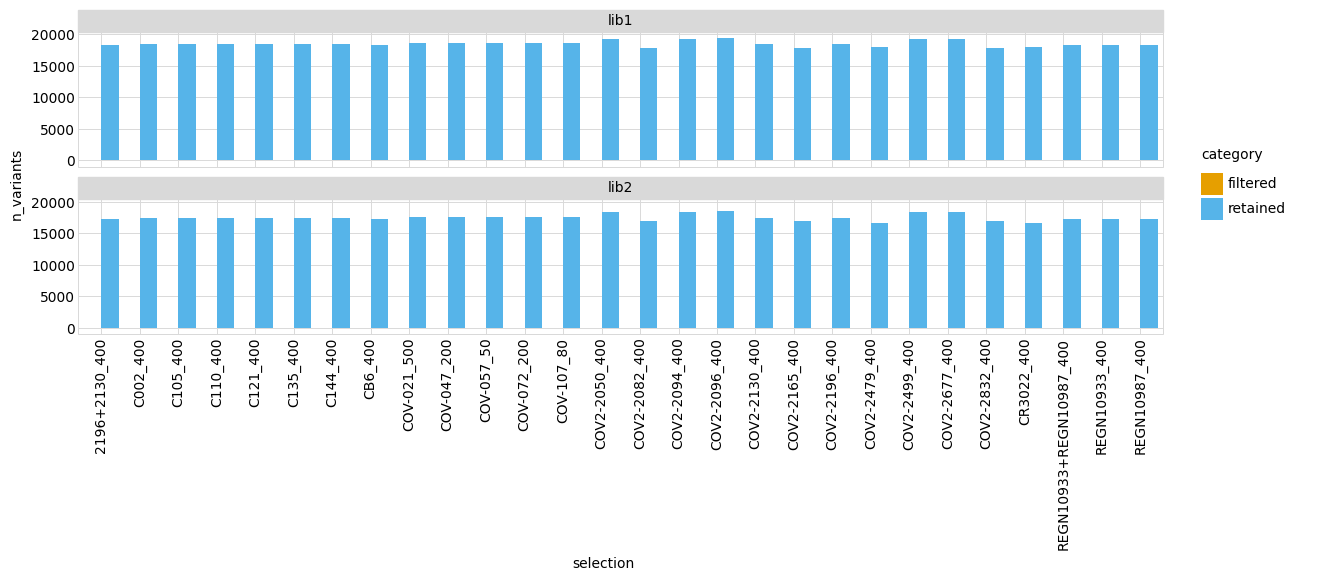 lib1
20000
15000
10000
5000
0
lib2
20000
15000
10000
5000
0
n_variants
2196+2130_400
C002_400
C105_400
C110_400
C121_400
C135_400
C144_400
CB6_400
COV-021_500
COV-047_200
COV-057_50
COV-072_200
COV-107_80
COV2-2050_400
COV2-2082_400
COV2-2094_400
COV2-2096_400
COV2-2130_400
COV2-2165_400
COV2-2196_400
COV2-2479_400
COV2-2499_400
COV2-2677_400
COV2-2832_400
CR3022_400
REGN10933+REGN10987_400
REGN10933_400
REGN10987_400
selection
category
filtered
retained